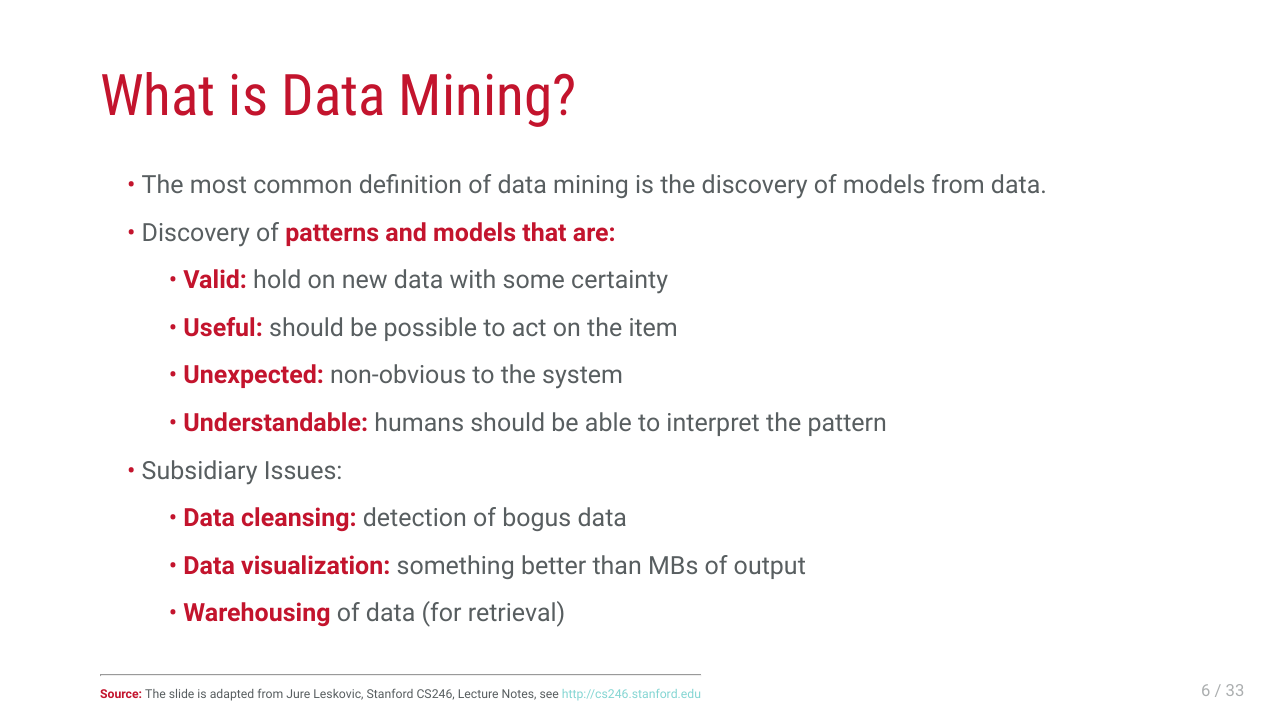 What is Data Mining?
• The most common definition of data mining is the discovery of models from data.
• Discovery of patterns and models that are:
• Valid: hold on new data with some certainty
• Useful: should be possible to act on the item
• Unexpected: non-obvious to the system
• Understandable: humans should be able to interpret the pattern
• Subsidiary Issues:
• Data cleansing: detection of bogus data
• Data visualization: something better than MBs of output
• Warehousing of data (for retrieval)
Source: The slide is adapted from Jure Leskovic, Stanford CS246, Lecture Notes, see http://cs246.stanford.edu
6 / 33